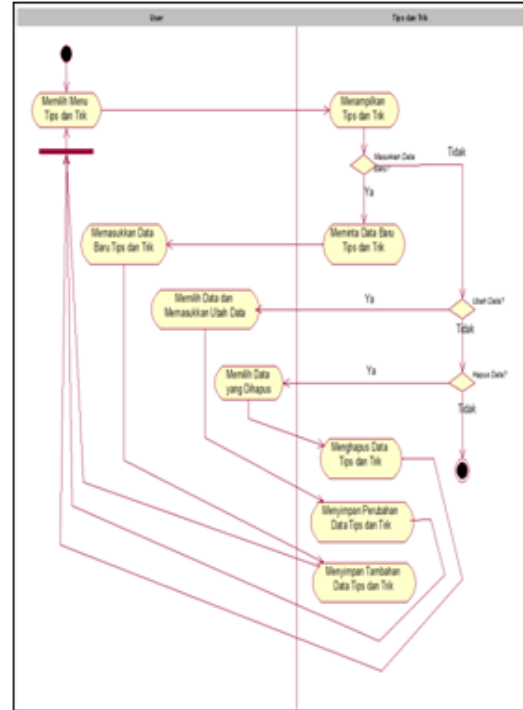 User
Tips dan Trik
Memilih Menu
Tips dan Trik
Menampilkan
Tips dan Trik
Masukkan Data
Baru?
Tidak
Ya
Memasukkan Data
Baru Tips dan Trik
Meminta Data Baru
Tips dan Trik
Memilih Data dan
Memasukkan Ubah Data
Ya
Ubah Data?
Tidak
Memilih Data
yang Dihapus
Ya
Hapus Data?
Tidak
Menghapus Data
Tips dan Trik
Menyimpan Perubahan
Data Tips dan Trik
Menyimpan Tambahan
Data Tips dan Trik